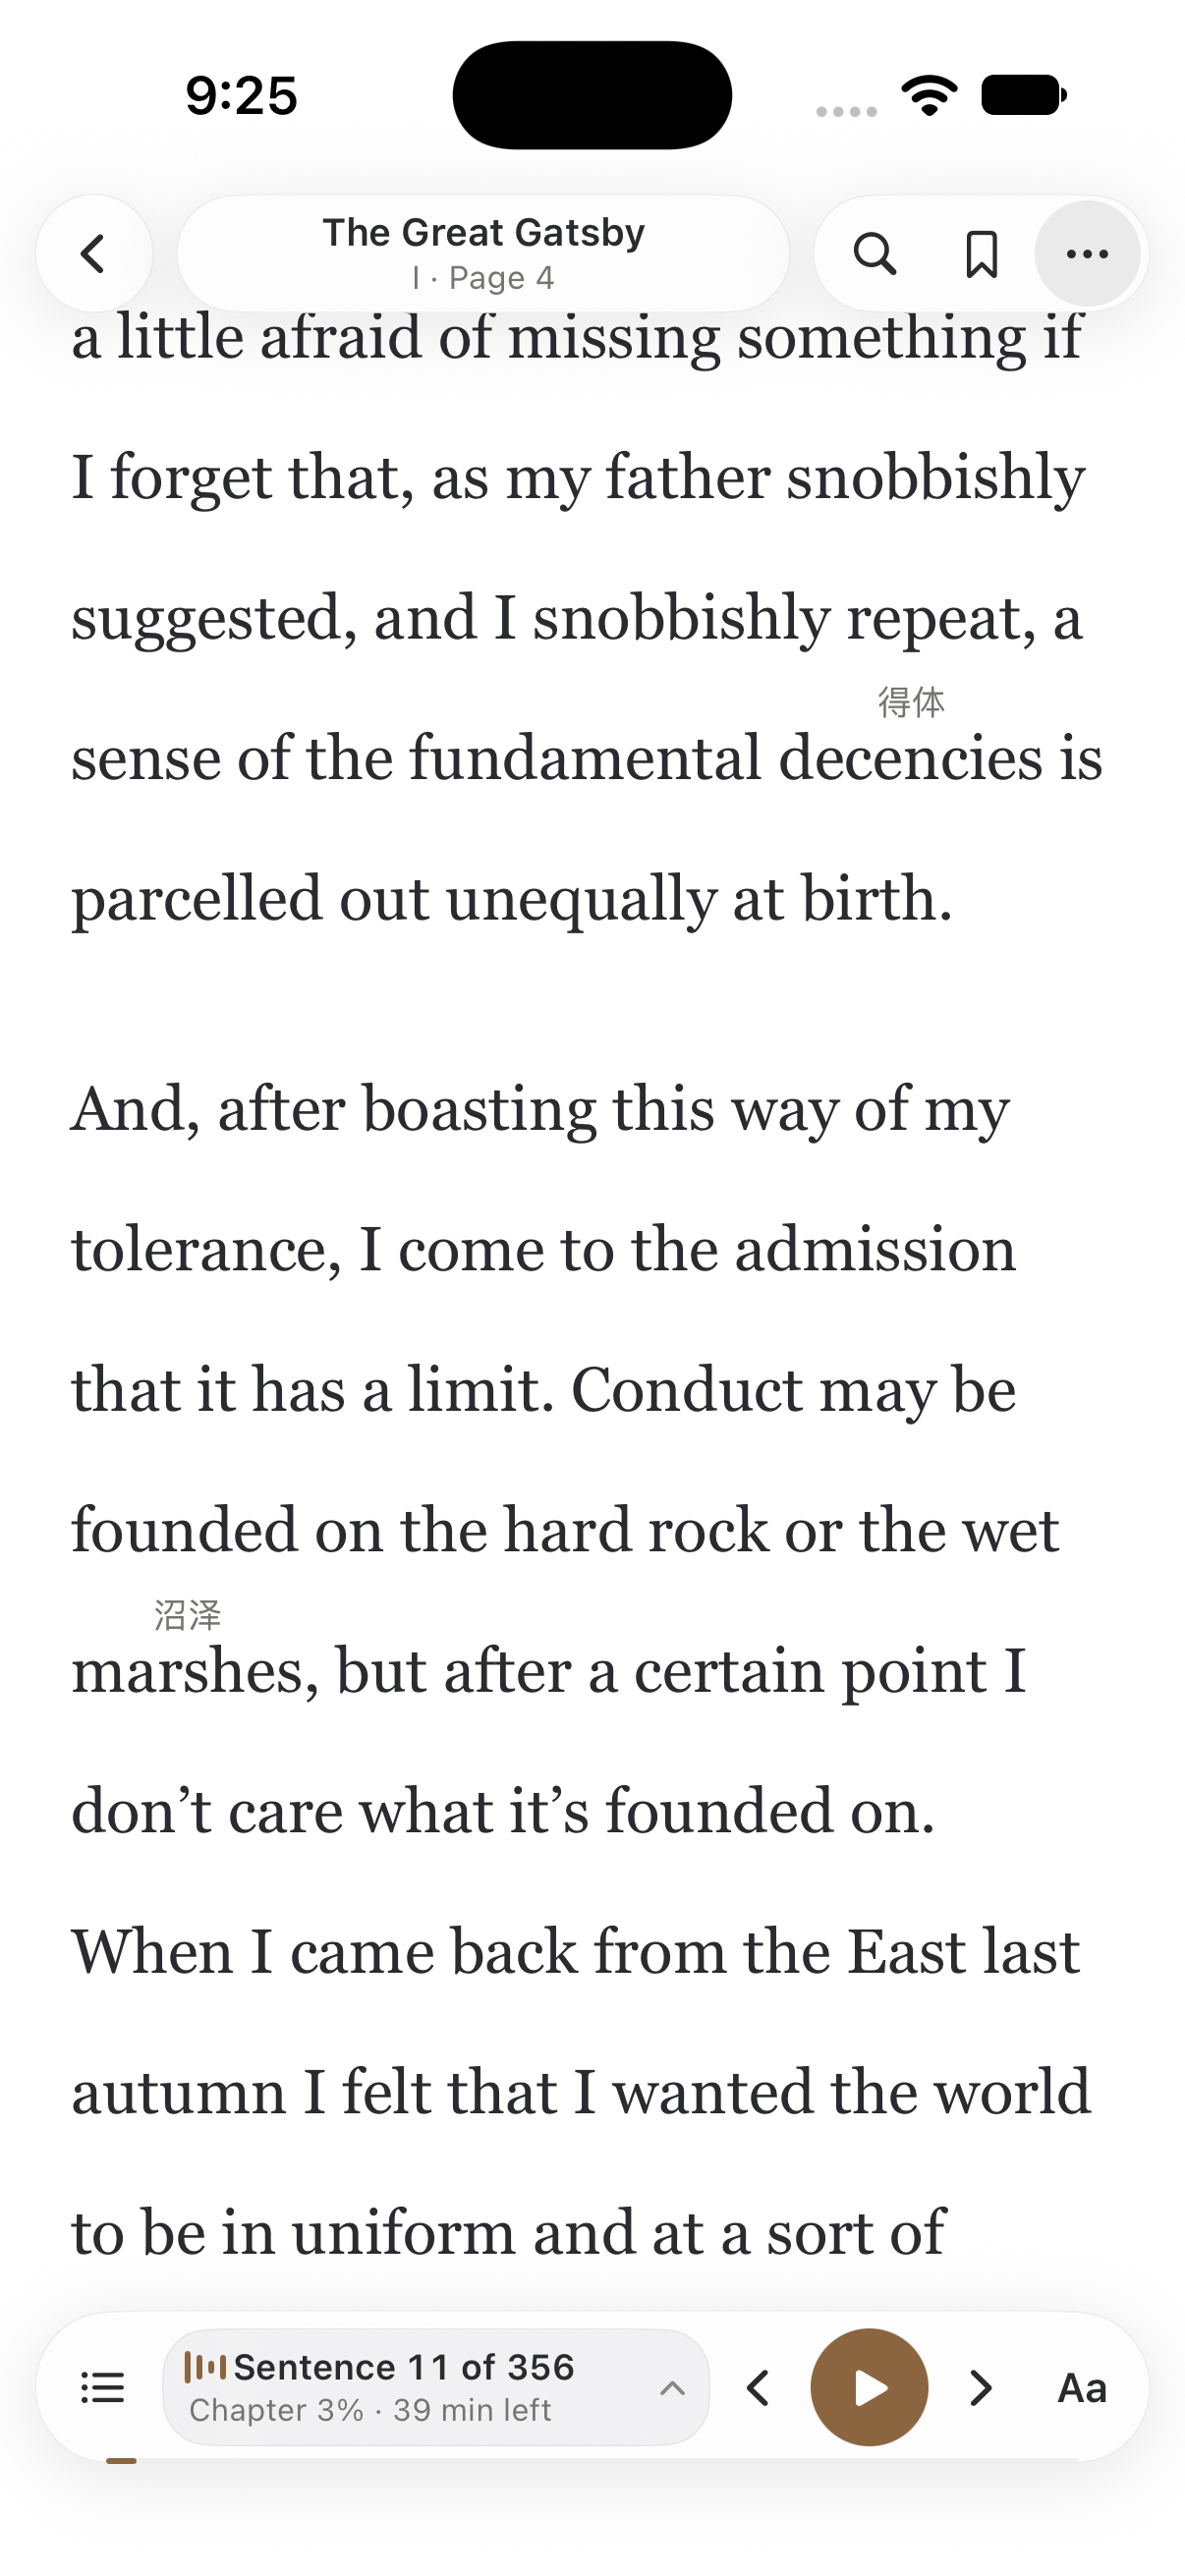 9:25
The Great Gatsby
I · Page 4
a little afraid of missing something if
I forget that, as my father snobbishly
suggested, and I snobbishly repeat, a
得体
sense of the fundamental decencies is
parcelled out unequally at birth.
And, after boasting this way of my
tolerance, I come to the admission
that it has a limit. Conduct may be
founded on the hard rock or the wet
沼泽
marshes, but after a certain point I
don’t care what it’s founded on.
When I came back from the East last
autumn I felt that I wanted the world
to be in uniform and at a sort of
Sentence 11 of 356
Chapter 3% · 39 min left
Aa